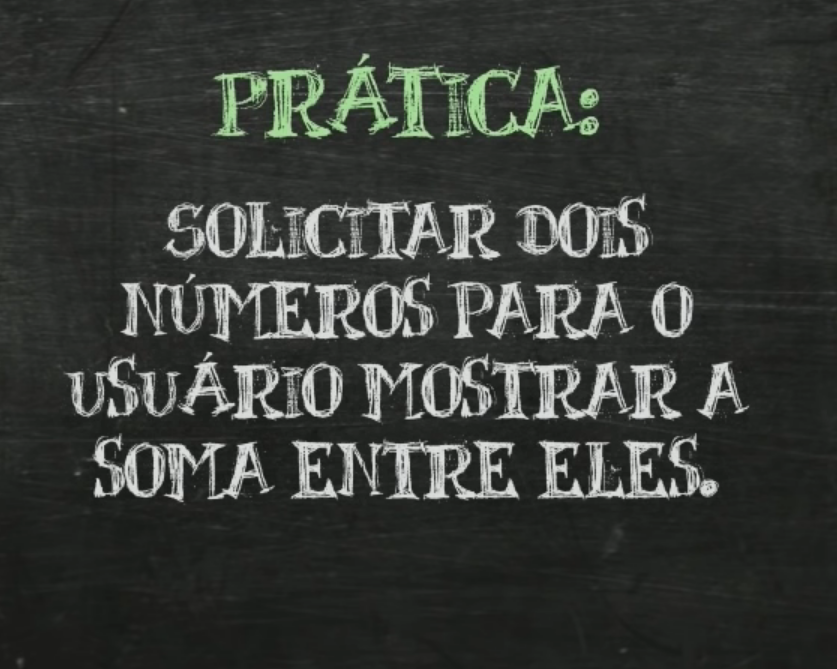 PRÁTICA:
SOLICITAR DOIS
NÚMEROS PARA O
USUÁRIO MOSTRAR A
SOMA ENTRE ELES.